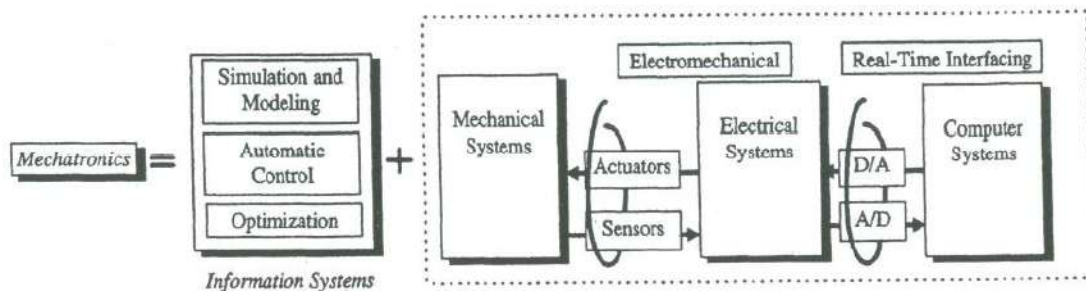 Mechatronics
=
Simulation and
Modeling
Automatic
Control
Optimization
Information Systems
+
Electromechanical
Real-Time Interfacing
Mechanical
Systems
Actuators
Sensors
Electrical
Systems
D/A
A/D
Computer
Systems